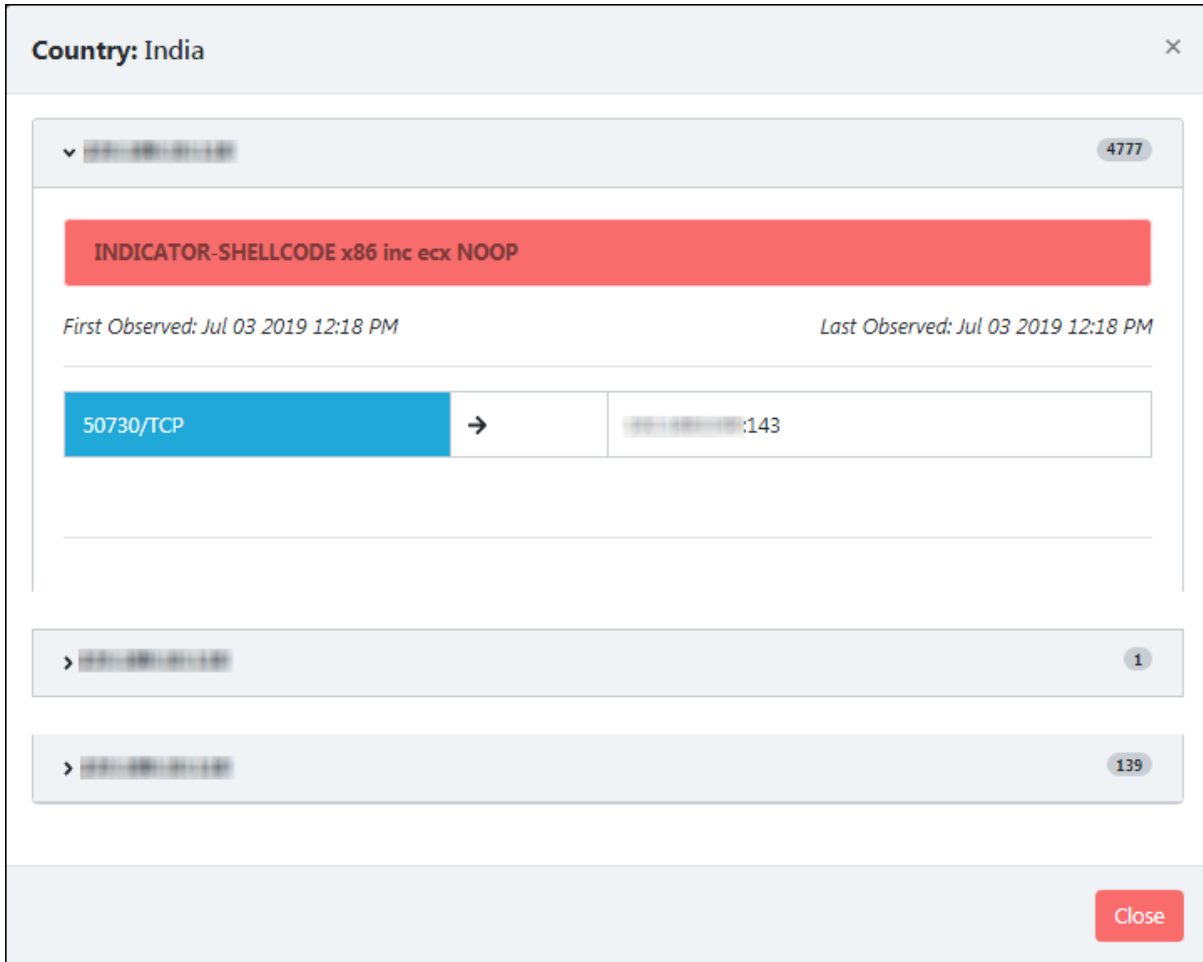 Country: India
×
4777
INDICATOR-SHELLCODE x86 inc ecx NOOP
First Observed: Jul 03 2019 12:18 PM Last Observed: Jul 03 2019 12:18 PM
50730/TCP → :143
1
139
Close